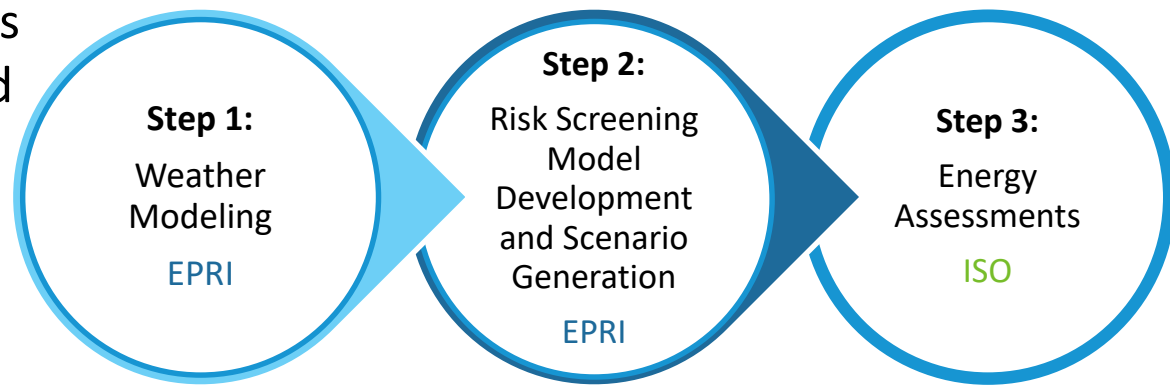 s
d
Step 1:
Weather
Modeling
EPRI
Step 2:
Risk Screening
Model
Development
and Scenario
Generation
EPRI
Step 3:
Energy
Assessments
ISO